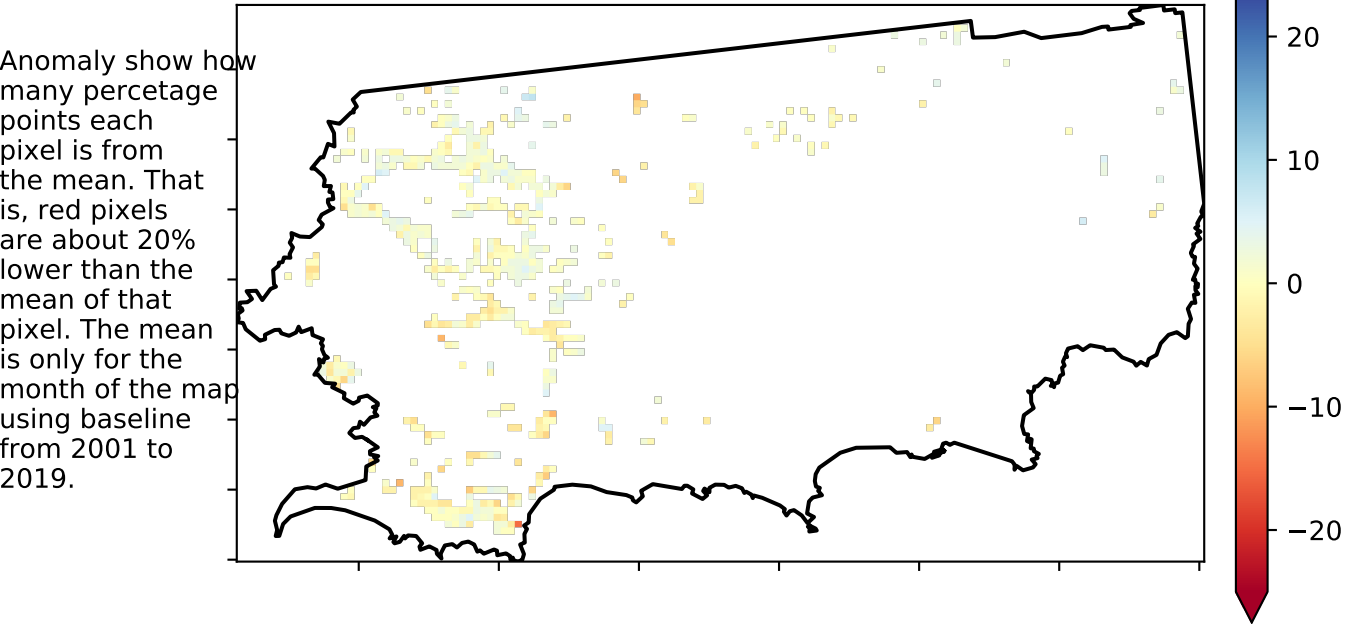 Anomaly show how
many percetage
points each
pixel is from
the mean. That
is, red pixels
are about 20%
lower than the
mean of that
pixel. The mean
is only for the
month of the map
using baseline
from 2001 to
2019.
20
10
0
−10
−20